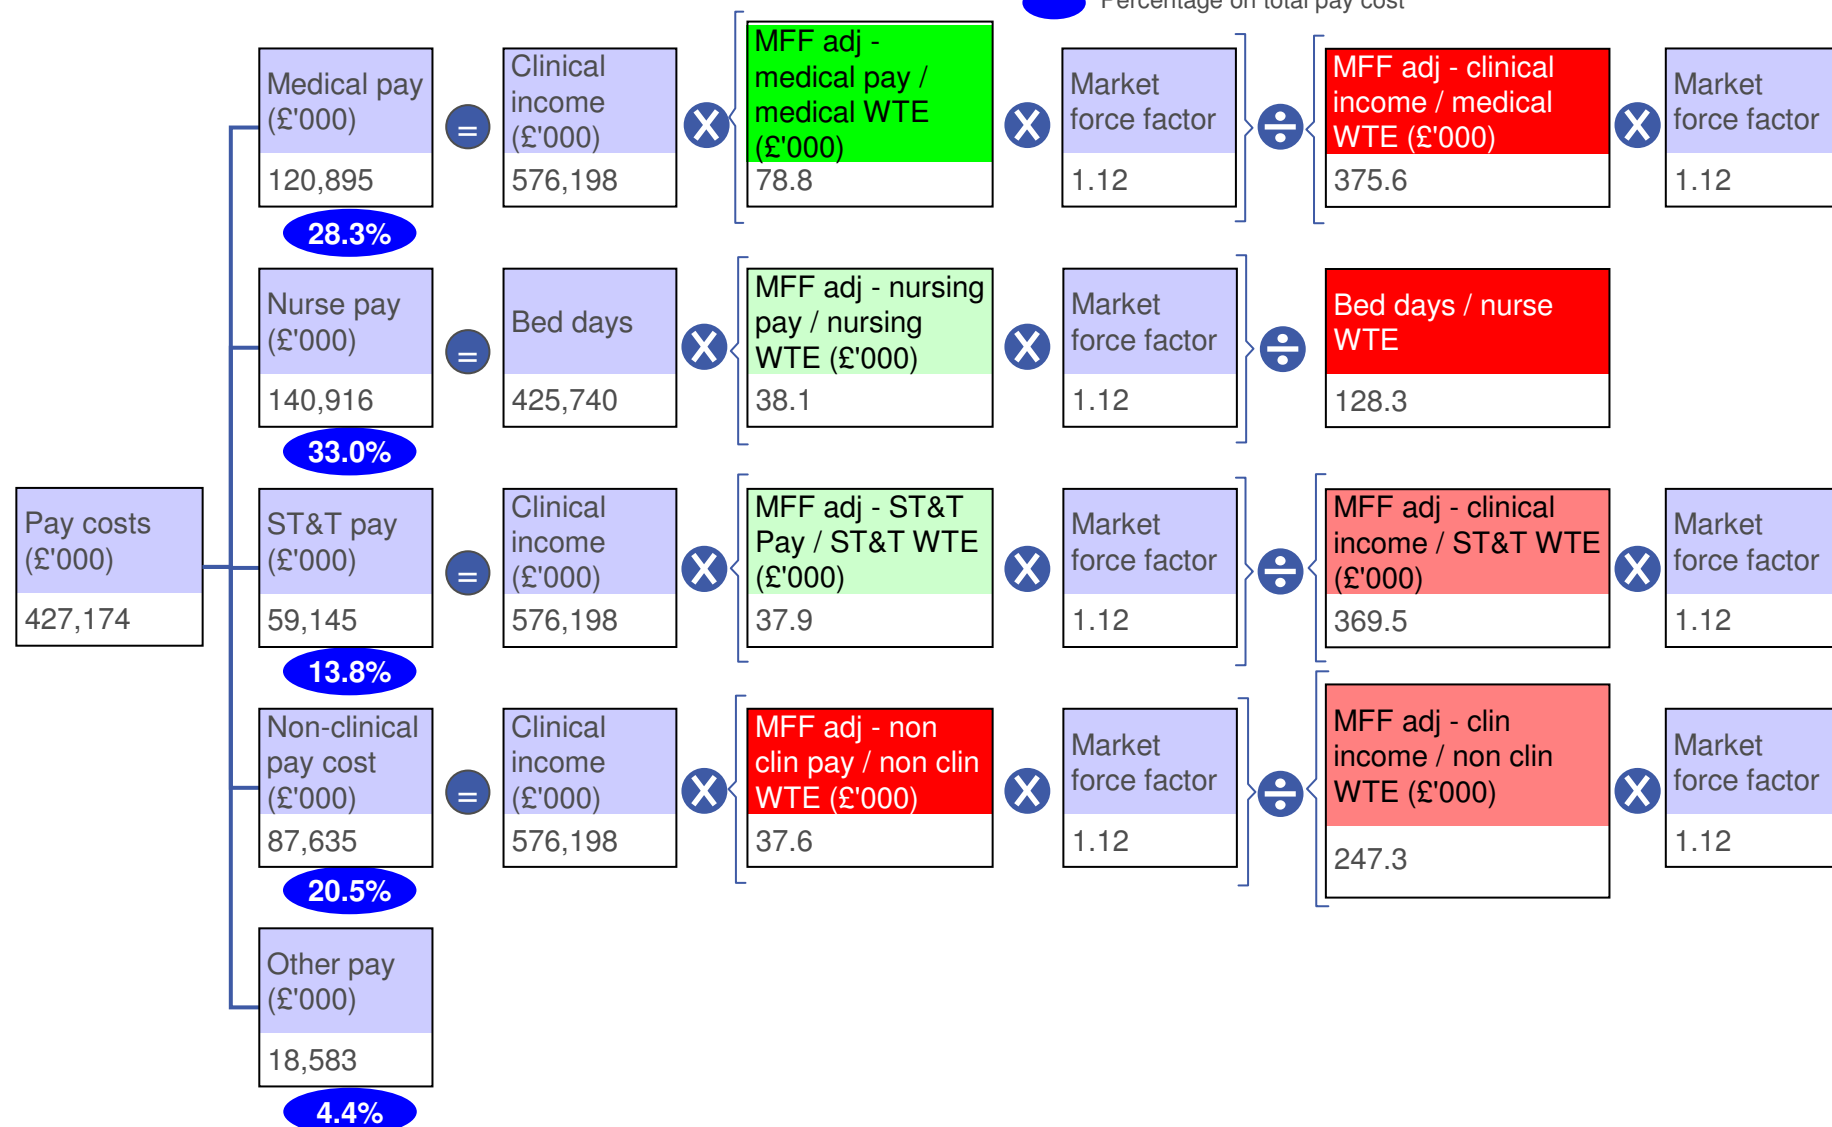 Percentage on total pay cost
Medical pay
(£'000)
120,895
28.3%
=
Clinical
income
(£'000)
576,198
X
MFF adj -
medical pay /
medical WTE
(£'000)
78.8
X
Market
force factor
1.12
÷
MFF adj - clinical
income / medical
WTE (£'000)
375.6
X
Market
force factor
1.12
Nurse pay
(£'000)
140,916
33.0%
=
Bed days
425,740
X
MFF adj - nursing
pay / nursing
WTE (£'000)
38.1
X
Market
force factor
1.12
÷
Bed days / nurse
WTE
128.3
Pay costs
(£'000)
427,174
ST&T pay
(£'000)
59,145
13.8%
=
Clinical
income
(£'000)
576,198
X
MFF adj - ST&T
Pay / ST&T WTE
(£'000)
37.9
X
Market
force factor
1.12
÷
MFF adj - clinical
income / ST&T WTE
(£'000)
369.5
X
Market
force factor
1.12
Non-clinical
pay cost
(£'000)
87,635
20.5%
=
Clinical
income
(£'000)
576,198
X
MFF adj - non
clin pay / non clin
WTE (£'000)
37.6
X
Market
force factor
1.12
÷
MFF adj - clin
income / non clin
WTE (£'000)
247.3
X
Market
force factor
1.12
Other pay
(£'000)
18,583
4.4%